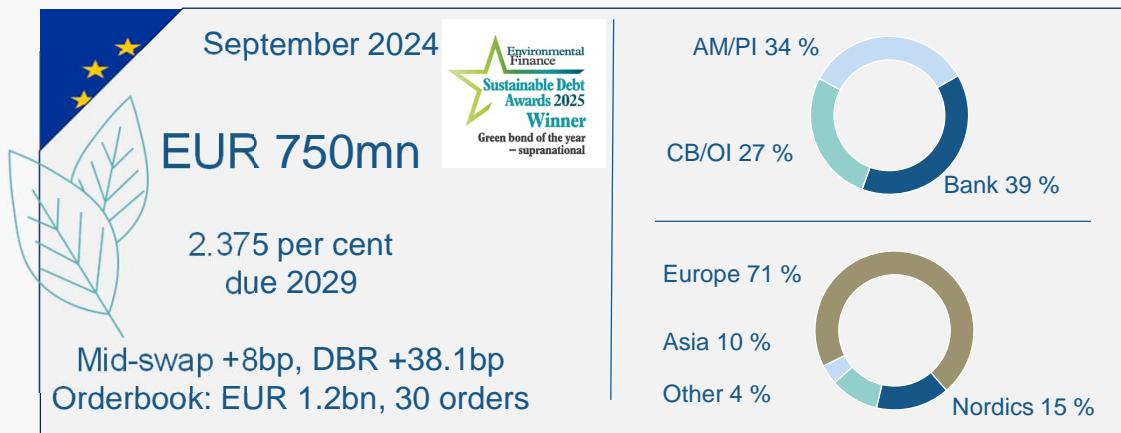 September 2024
Environmental
Finance
Sustainable Debt
Awards 2025
Winner
Green bond of the year
– supranational
EUR 750mn
2.375 per cent
due 2029
Mid-swap +8bp, DBR +38.1bp
Orderbook: EUR 1.2bn, 30 orders
AM/PI 34 %
CB/OI 27 %
Bank 39 %
Europe 71 %
Asia 10 %
Other 4 %
Nordics 15 %